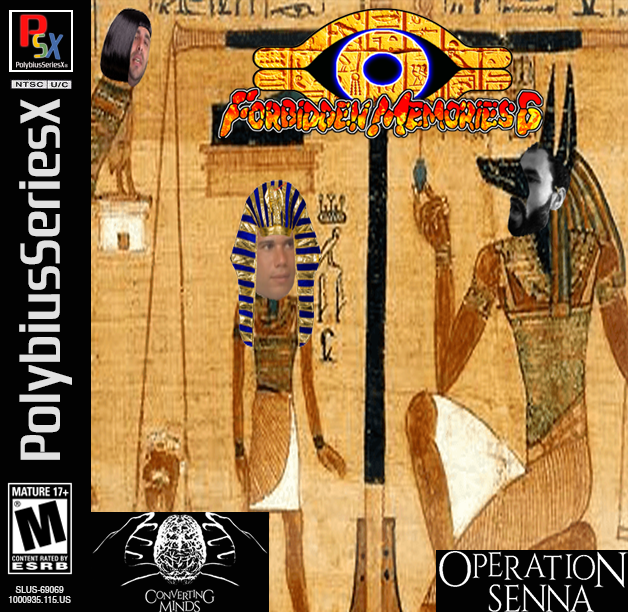 PSX
PolybiusSeriesX®
NTSC U/C
PolybiusSeriesX
FORBIDDEN MEMORIES 6
MATURE 17+
M
®
CONTENT RATED BY
ESRB
SLUS-69069
1000935.115.US
CONVERTING
MINDS
OPERATION
SENNA